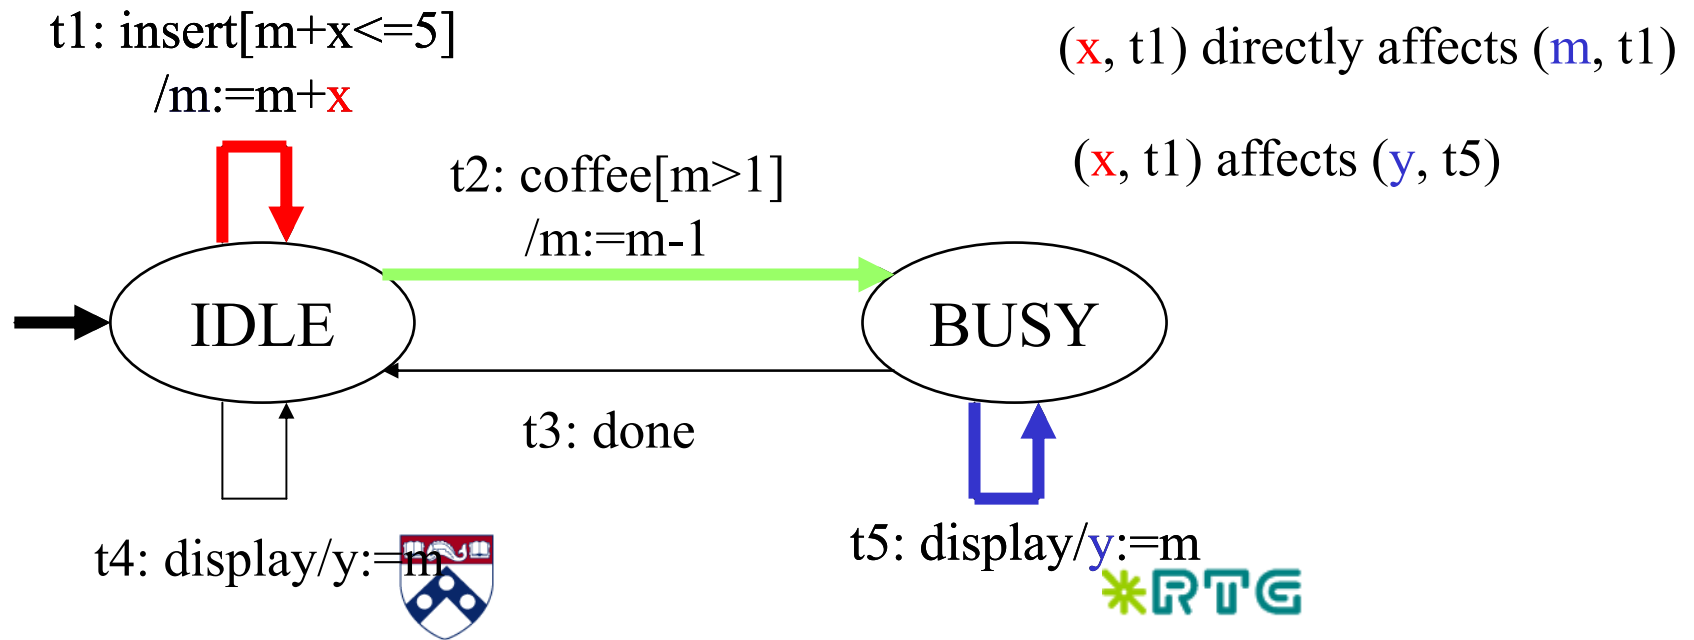 t1: insert[m+x<=5]
/m:=m+x
(x, t1) directly affects (m, t1)
(x, t1) affects (y, t5)
t2: coffee[m>1]
/m:=m-1
IDLE
BUSY
t3: done
t4: display/y:=m
t5: display/y:=m
RTG